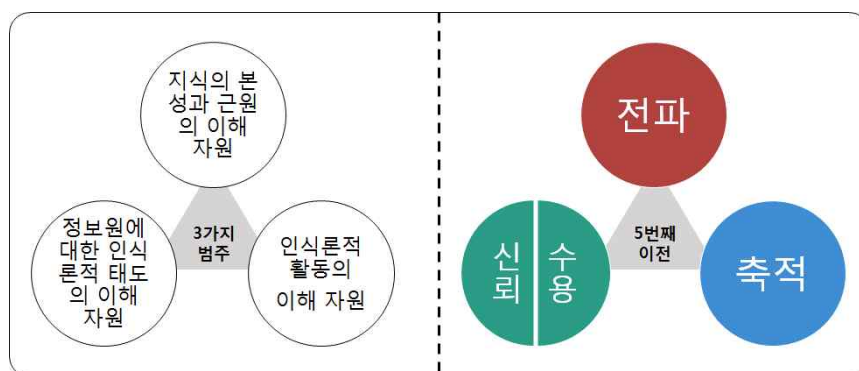 지식의 본
성과 근원
의 이해
자원
정보원에
대한 인식
론적 태도
의 이해
자원
3가지
범주
인식론적
활동의
이해 자원
전파
신뢰
수용
5번째
이전
축적